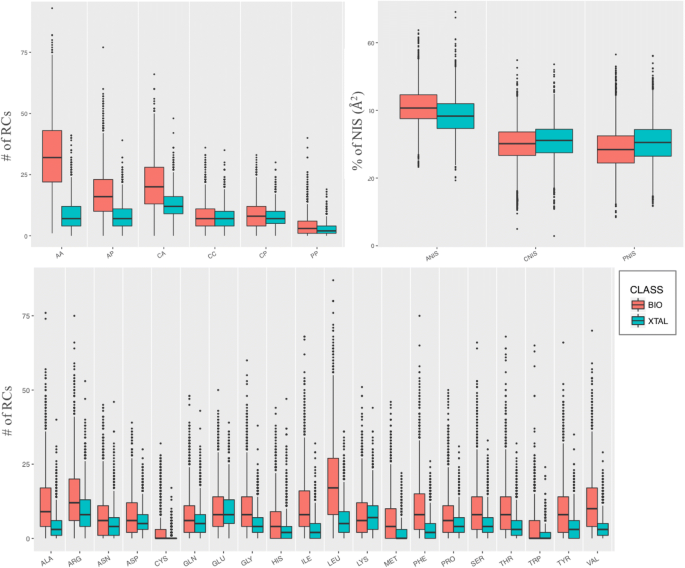 # of RCs
75
50
25
0
AA AP CA CC CP PP
% of NIS (Å²)
60
40
20
0
ANIS CNIS PNIS
# of RCs
75
50
25
0
ALA ARG ASN ASP CYS GLN GLU GLY HIS ILE LEU LYS MET PHE PRO SER THR TRP TYR VAL
CLASS
BIO
XTAL